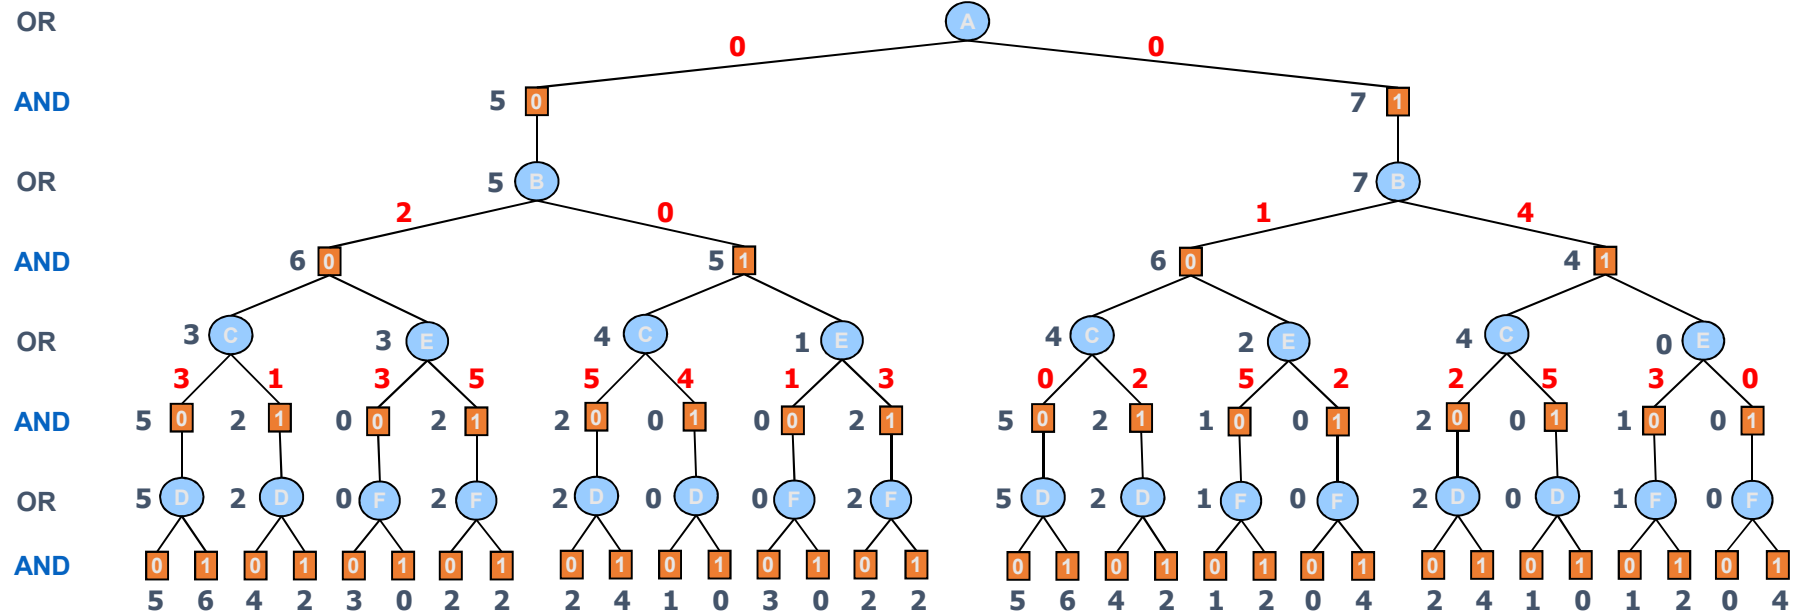 OR A
0 0
AND 5 0 7 1
OR 5 B 7 B
2 0 1 4
AND 6 0 5 1 6 0 4 1
OR 3 C 3 E 4 C 1 E 4 C 2 E 4 C 0 E
3 1 3 5 5 4 1 3 0 2 5 2 2 5 3 0
AND 5 0 2 1 0 0 2 1 2 0 0 1 0 0 2 1 5 0 2 1 1 0 0 1 2 0 0 1 1 0 0 1
OR 5 D 2 D 0 F 2 F 2 D 0 D 0 F 2 F 5 D 2 D 1 F 0 F 2 D 0 D 1 F 0 F
AND 0 1 0 1 0 1 0 1 0 1 0 1 0 1 0 1 0 1 0 1 0 1 0 1 0 1 0 1 0 1 0 1
5 6 4 2 3 0 2 2 2 4 1 0 3 0 2 2 5 6 4 2 1 2 0 4 2 4 1 0 1 2 0 4